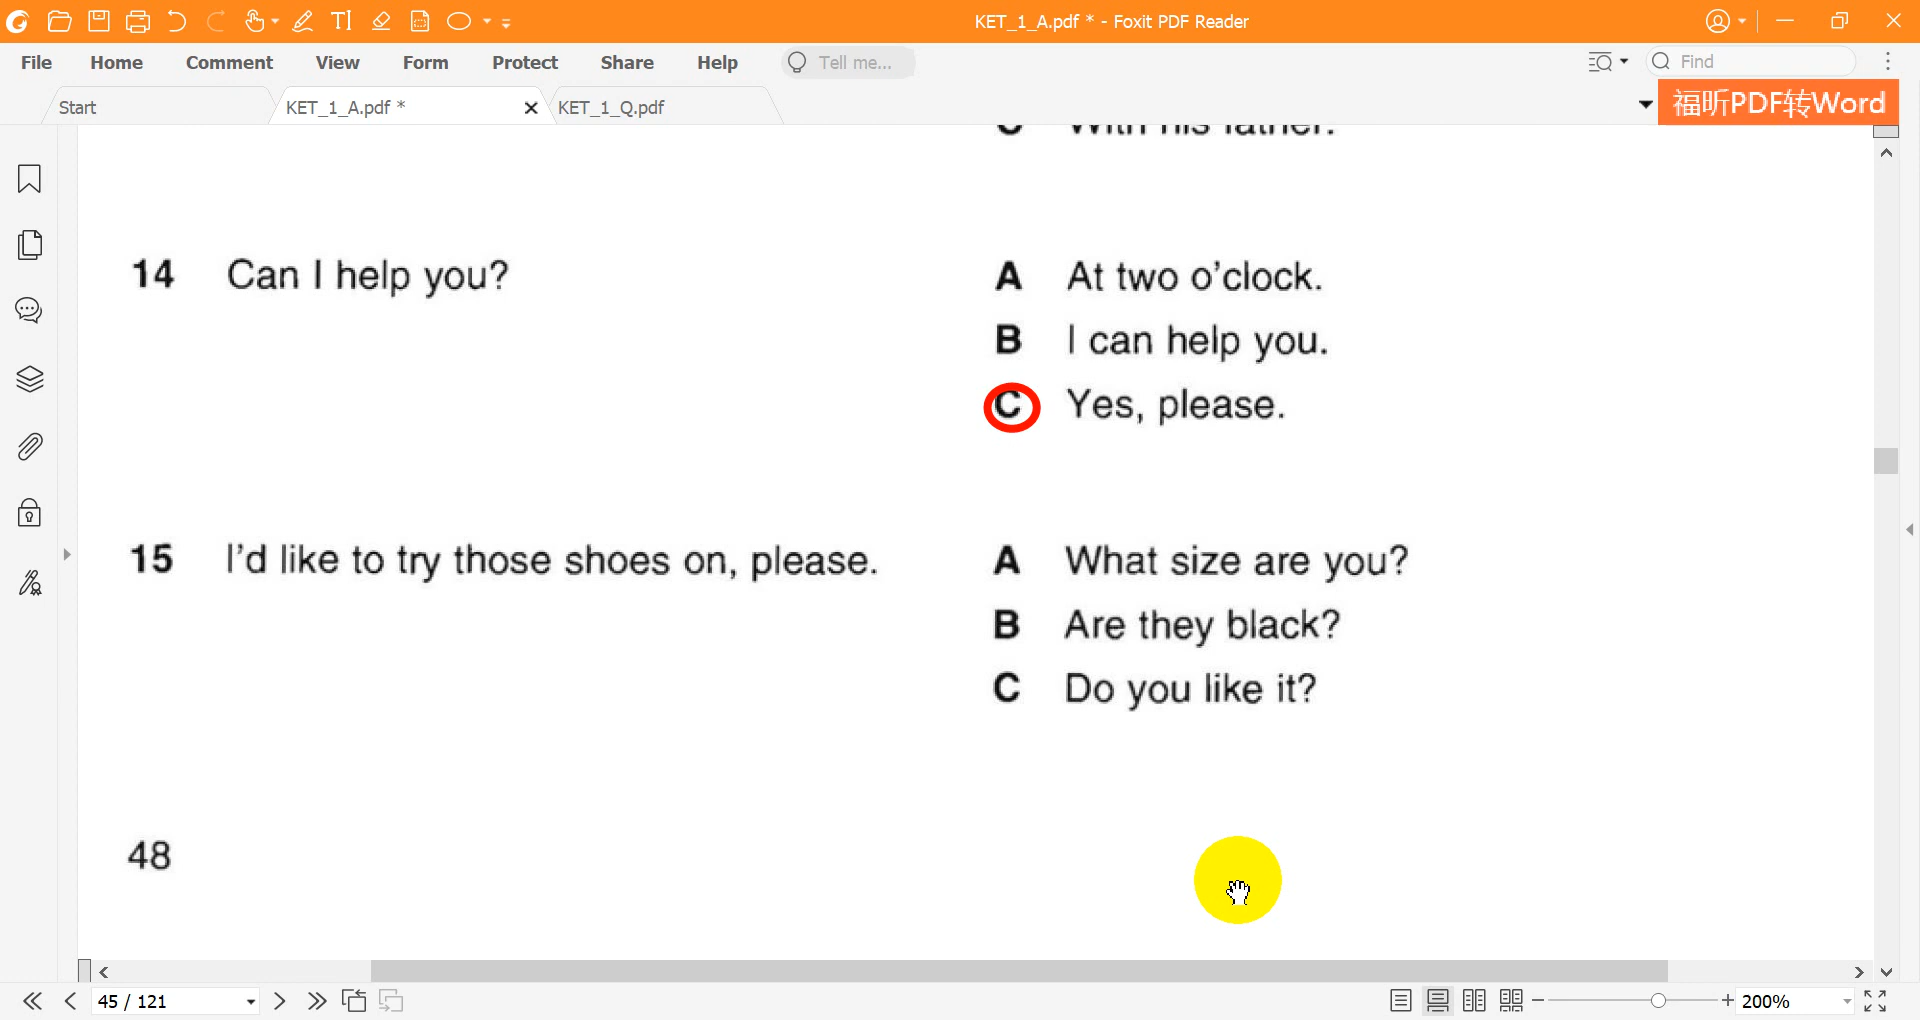 KET_1_A.pdf * - Foxit PDF Reader
File Home Comment View Form Protect Share Help Tell me... Find
Start KET_1_A.pdf * KET_1_Q.pdf 福昕PDF转Word
C With his father.
14 Can I help you? A At two o'clock.
B I can help you.
C Yes, please.
15 I'd like to try those shoes on, please. A What size are you?
B Are they black?
C Do you like it?
48
45 / 121 200%